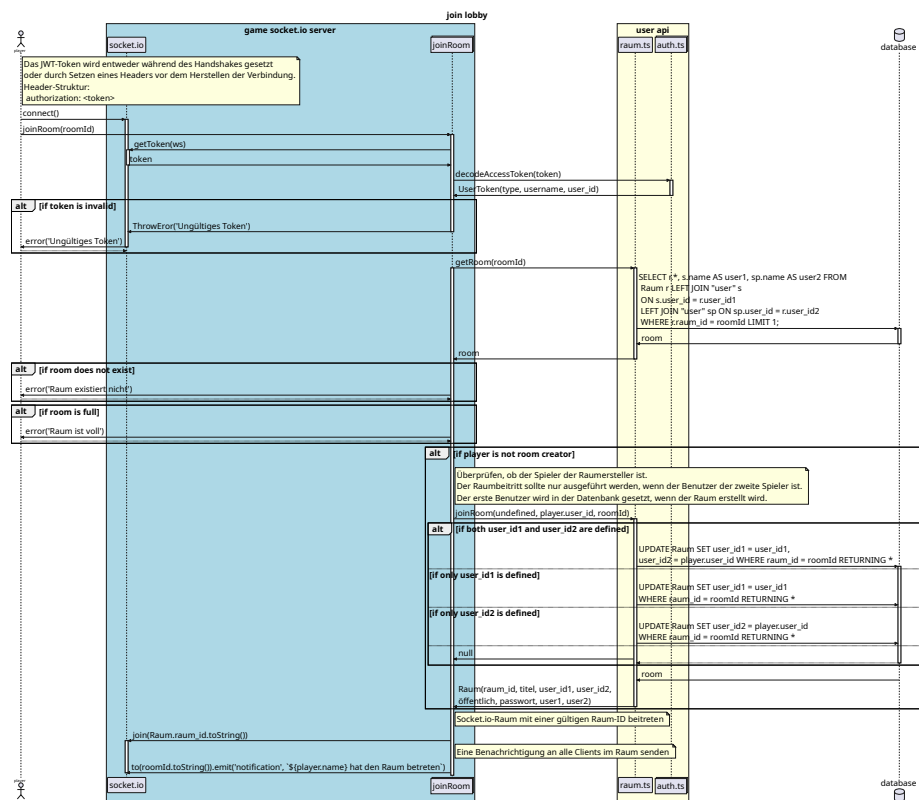 join lobby
game socket.io server
user api
socket.io
joinRoom
raum.ts
auth.ts
database
Das JWT-Token wird entweder während des Handshakes gesetzt
oder durch Setzen eines Headers vor dem Herstellen der Verbindung.
Header-Struktur:
authorization: <token>
connect()
joinRoom(roomId)
getToken(ws)
token
decodeAccessToken(token)
UserToken(type, username, user_id)
alt [if token is invalid]
ThrowEror('Ungültiges Token')
error('Ungültiges Token')
getRoom(roomId)
SELECT r.*, s.name AS user1, sp.name AS user2 FROM
Raum r LEFT JOIN "user" s
ON s.user_id = r.user_id1
LEFT JOIN "user" sp ON sp.user_id = r.user_id2
WHERE r.raum_id = roomId LIMIT 1;
room
room
alt [if room does not exist]
error('Raum existiert nicht')
alt [if room is full]
error('Raum ist voll')
alt [if player is not room creator]
Überprüfen, ob der Spieler der Raumersteller ist.
Der Raumbeitritt sollte nur ausgeführt werden, wenn der Benutzer der zweite Spieler ist.
Der erste Benutzer wird in der Datenbank gesetzt, wenn der Raum erstellt wird.
joinRoom(undefined, player.user_id, roomId)
alt [if both user_id1 and user_id2 are defined]
UPDATE Raum SET user_id1 = user_id1,
user_id2 = player.user_id WHERE raum_id = roomId RETURNING *
[if only user_id1 is defined]
UPDATE Raum SET user_id1 = user_id1
WHERE raum_id = roomId RETURNING *
[if only user_id2 is defined]
UPDATE Raum SET user_id2 = player.user_id
WHERE raum_id = roomId RETURNING *
null
room
Raum(raum_id, titel, user_id1, user_id2,
öffentlich, passwort, user1, user2)
Socket.io-Raum mit einer gültigen Raum-ID beitreten
join(Raum.raum_id.toString())
Eine Benachrichtigung an alle Clients im Raum senden
to(roomId.toString()).emit('notification', `${player.name} hat den Raum betreten`)
socket.io
joinRoom
raum.ts
auth.ts
database